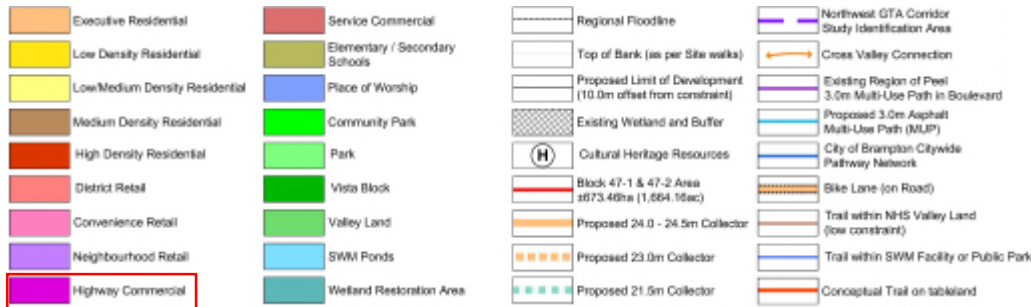 Executive Residential
Low Density Residential
Low/Medium Density Residential
Medium Density Residential
High Density Residential
District Retail
Convenience Retail
Neighbourhood Retail
Highway Commercial
Service Commercial
Elementary / Secondary
Schools
Place of Worship
Community Park
Park
Vista Block
Valley Land
SWM Ponds
Wetland Restoration Area
Regional Floodline
Top of Bank (as per Site walks)
Proposed Limit of Development
(10.0m offset from constraint)
Existing Wetland and Buffer
H Cultural Heritage Resources
Block 47-1 & 47-2 Area
±673.46ha (1,664.16ac)
Proposed 24.0 - 24.5m Collector
Proposed 23.0m Collector
Proposed 21.5m Collector
Northwest GTA Corridor
Study Identification Area
Cross Valley Connection
Existing Region of Peel
3.0m Multi-Use Path in Boulevard
Proposed 3.0m Asphalt
Multi-Use Path (MUP)
City of Brampton Citywide
Pathway Network
Bike Lane (on Road)
Trail within NHS Valley Land
(low constraint)
Trail within SWM Facility or Public Park
Conceptual Trail on tableland